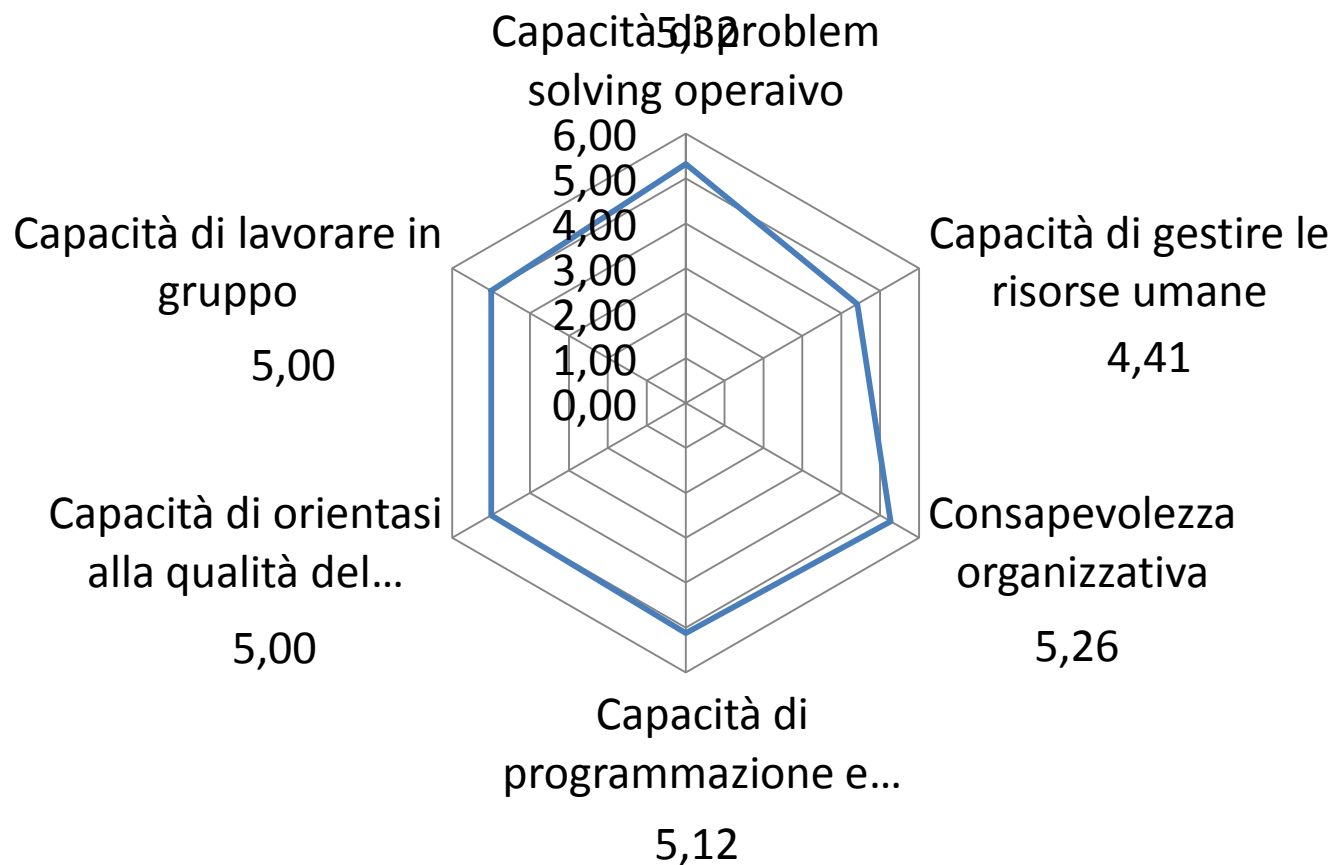 5,32
Capacità di problem
solving operaivo
6,00
5,00
4,00
3,00
2,00
1,00
0,00
Capacità di gestire le
risorse umane
4,41
Consapevolezza
organizzativa
5,26
Capacità di
programmazione e...
5,12
Capacità di orientasi
alla qualità del...
5,00
Capacità di lavorare in
gruppo
5,00